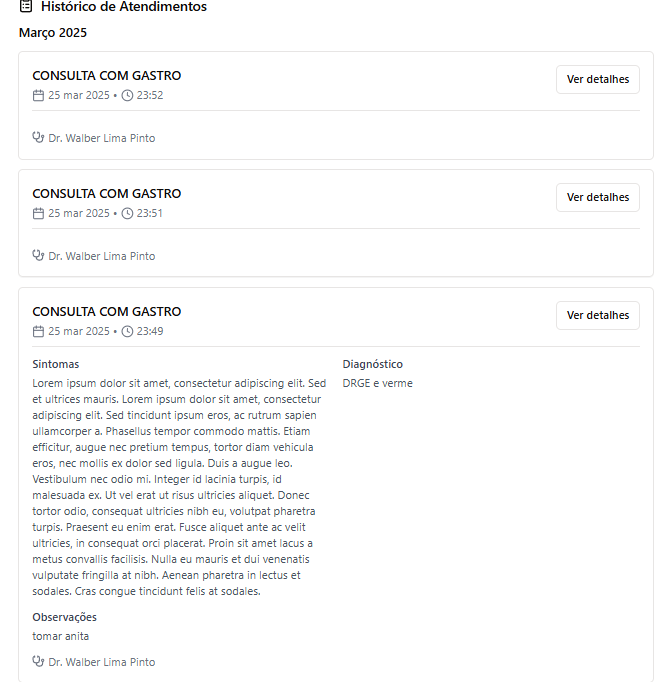 Histórico de Atendimentos
Março 2025
CONSULTA COM GASTRO
Ver detalhes
25 mar 2025 • 23:52
Dr. Walber Lima Pinto
CONSULTA COM GASTRO
Ver detalhes
25 mar 2025 • 23:51
Dr. Walber Lima Pinto
CONSULTA COM GASTRO
Ver detalhes
25 mar 2025 • 23:49
Sintomas
Lorem ipsum dolor sit amet, consectetur adipiscing elit. Sed
et ultrices mauris. Lorem ipsum dolor sit amet, consectetur
adipiscing elit. Sed tincidunt ipsum eros, ac rutrum sapien
ullamcorper a. Phasellus tempor commodo mattis. Etiam
efficitur, augue nec pretium tempus, tortor diam vehicula
eros, nec mollis ex dolor sed ligula. Duis a augue leo.
Vestibulum nec odio mi. Integer id lacinia turpis, id
malesuada ex. Ut vel erat ut risus ultricies aliquet. Donec
tortor odio, consequat ultricies nibh eu, volutpat pharetra
turpis. Praesent eu enim erat. Fusce aliquet ante ac velit
ultricies, in consequat orci placerat. Proin sit amet lacus a
metus convallis facilisis. Nulla eu mauris et dui venenatis
vulputate fringilla at nibh. Aenean pharetra in lectus et
sodales. Cras congue tincidunt felis at sodales.
Diagnóstico
DRGE e verme
Observações
tomar anita
Dr. Walber Lima Pinto